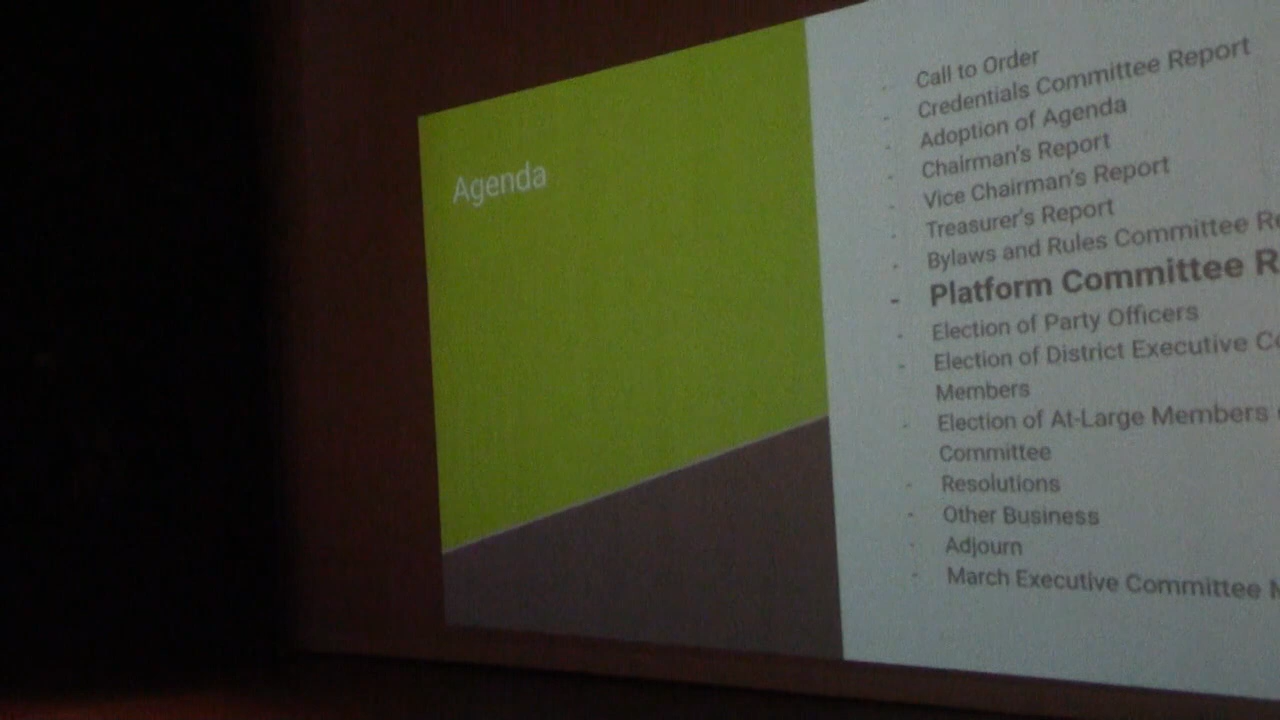 Agenda
- Call to Order
- Credentials Committee Report
- Adoption of Agenda
- Chairman's Report
- Vice Chairman's Report
- Treasurer's Report
- Bylaws and Rules Committee
- Platform Committee
- Election of Party Officers
- Election of District Executive
Members
- Election of At-Large Members
Committee
- Resolutions
- Other Business
- Adjourn
- March Executive Committee